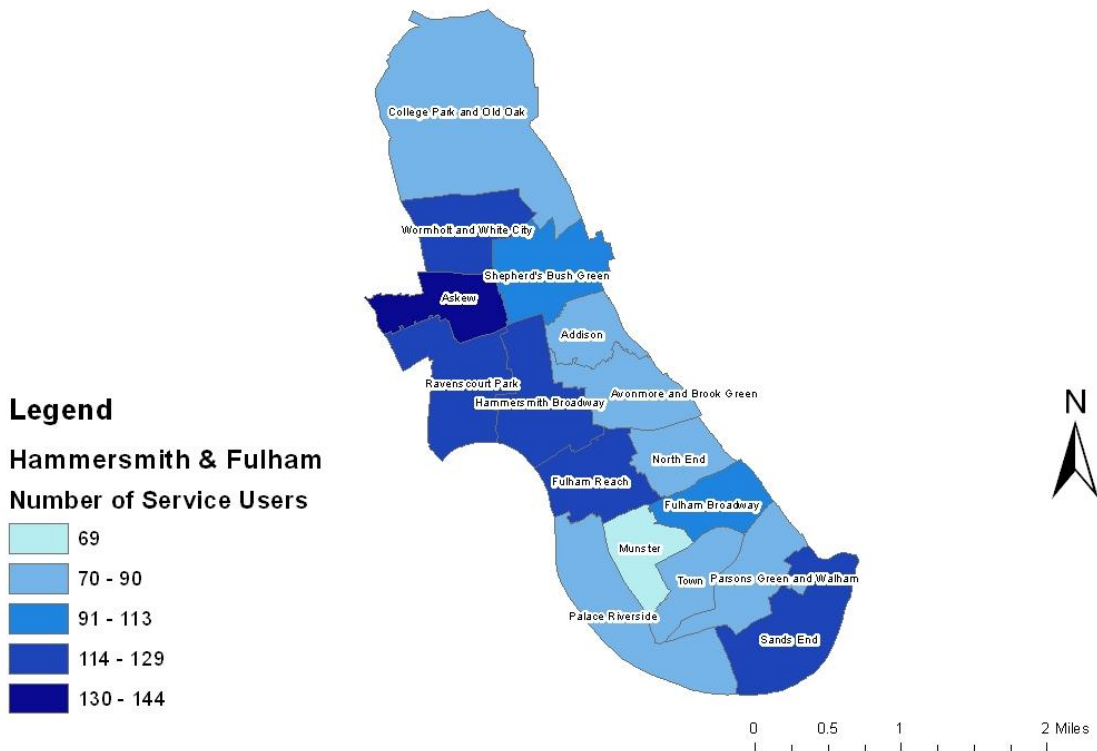 College Park and Old Oak
Wormholt and White City
Shepherd's Bush Green
Askew
Addison
Ravenscourt Park
Avonmore and Brook Green
Hammersmith Broadway
North End
Fulham Reach
Fulham Broadway
Munster
Town
Parsons Green and Walham
Palace Riverside
Sands End
Legend
Hammersmith & Fulham
Number of Service Users
69
70 - 90
91 - 113
114 - 129
130 - 144
N
0 0.5 1 2 Miles